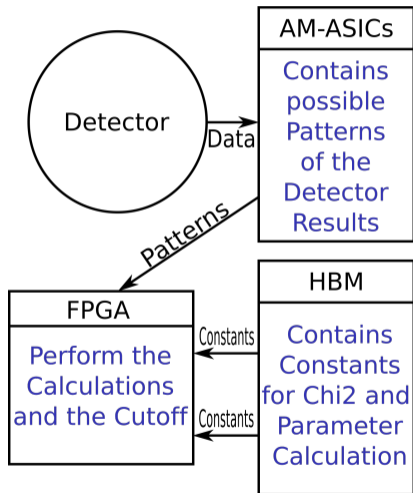 AM-ASICs
Contains
possible
Patterns
of the
Detector
Results
Detector
Data
Patterns
FPGA
Perform the
Calculations
and the Cutoff
Constants
Constants
HBM
Contains
Constants
for Chi2 and
Parameter
Calculation